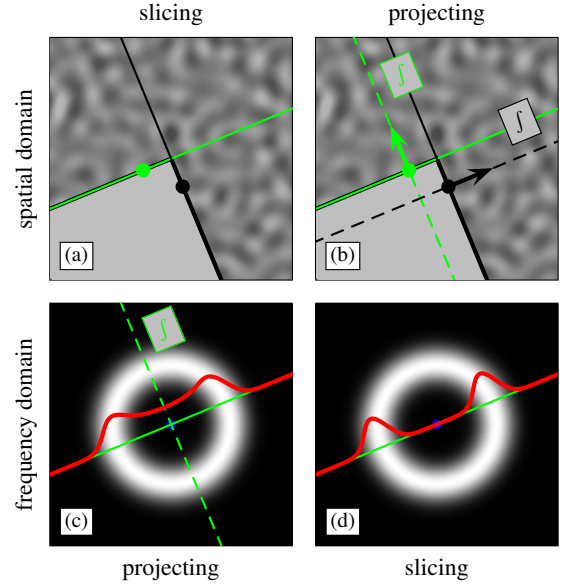 slicing
projecting
spatial domain
∫
∫
(a)
(b)
frequency domain
∫
(c)
(d)
projecting
slicing